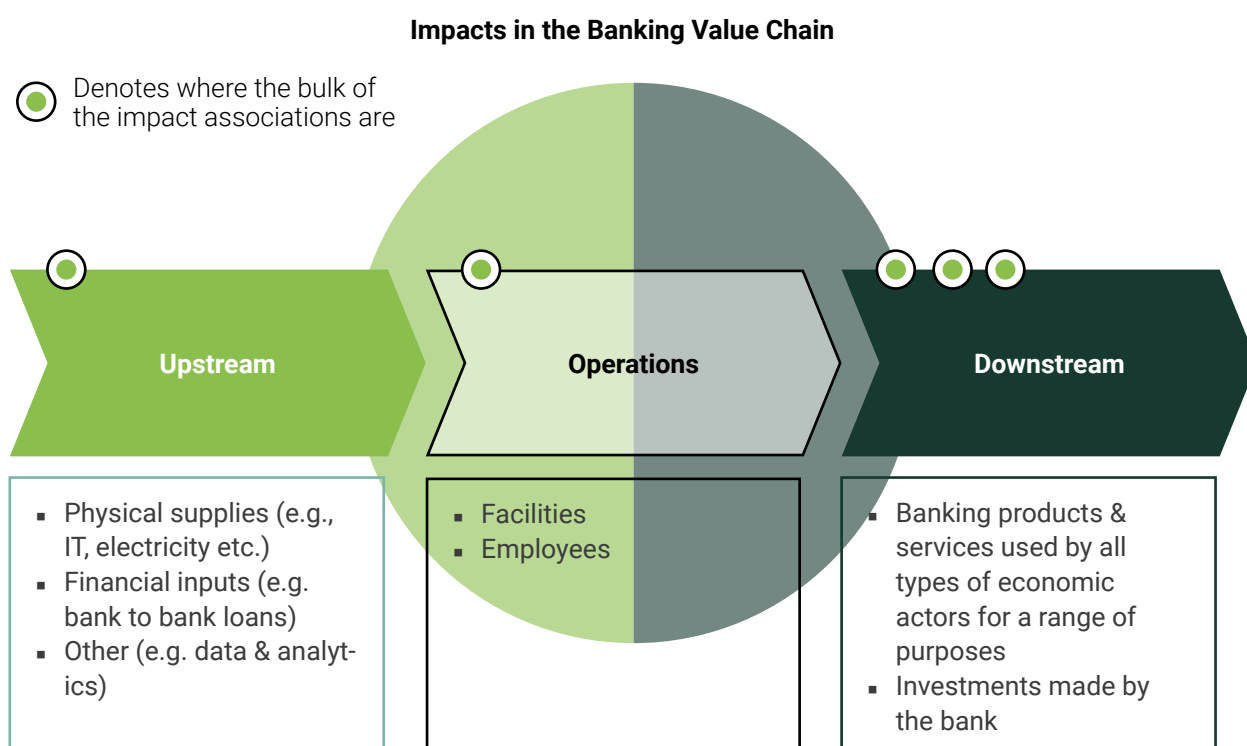 Impacts in the Banking Value Chain
Denotes where the bulk of
the impact associations are
Upstream
Operations
Downstream
▪ Physical supplies (e.g.,
IT, electricity etc.)
▪ Financial inputs (e.g.
bank to bank loans)
▪ Other (e.g. data & analyt-
ics)
▪ Facilities
▪ Employees
▪ Banking products &
services used by all
types of economic
actors for a range of
purposes
▪ Investments made by
the bank